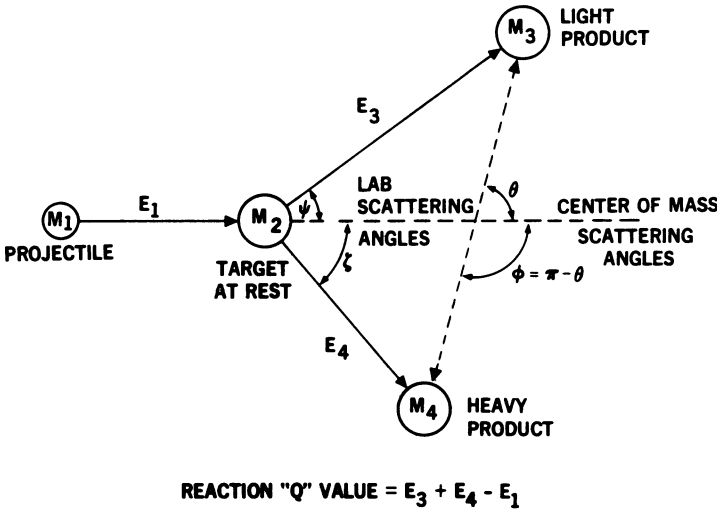 M3
LIGHT
PRODUCT
E3
M1
E1
M2
ψ
LAB
SCATTERING
ANGLES
θ
CENTER OF MASS
SCATTERING
ANGLES
PROJECTILE
TARGET
AT REST
ζ
ϕ = π - θ
E4
M4
HEAVY
PRODUCT
REACTION "Q" VALUE = E3 + E4 - E1